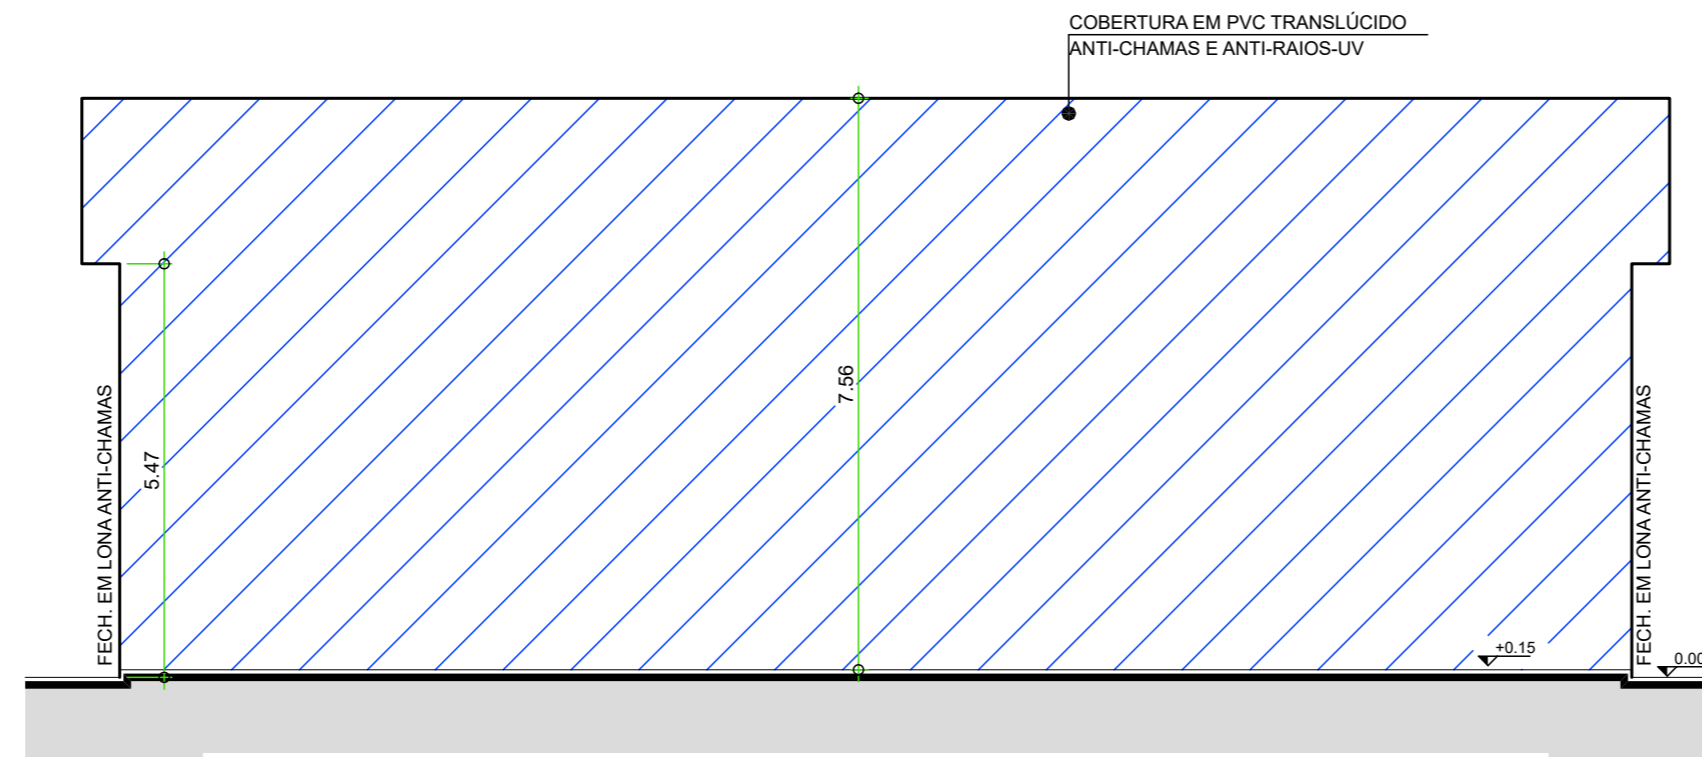 COBERTURA EM PVC TRANSLÚCIDO
ANTI-CHAMAS E ANTI-RAIOS-UV
FECH. EM LONA ANTI-CHAMAS
5.47
7.56
+0.15
FECH. EM LONA ANTI-CHAMAS
0.00